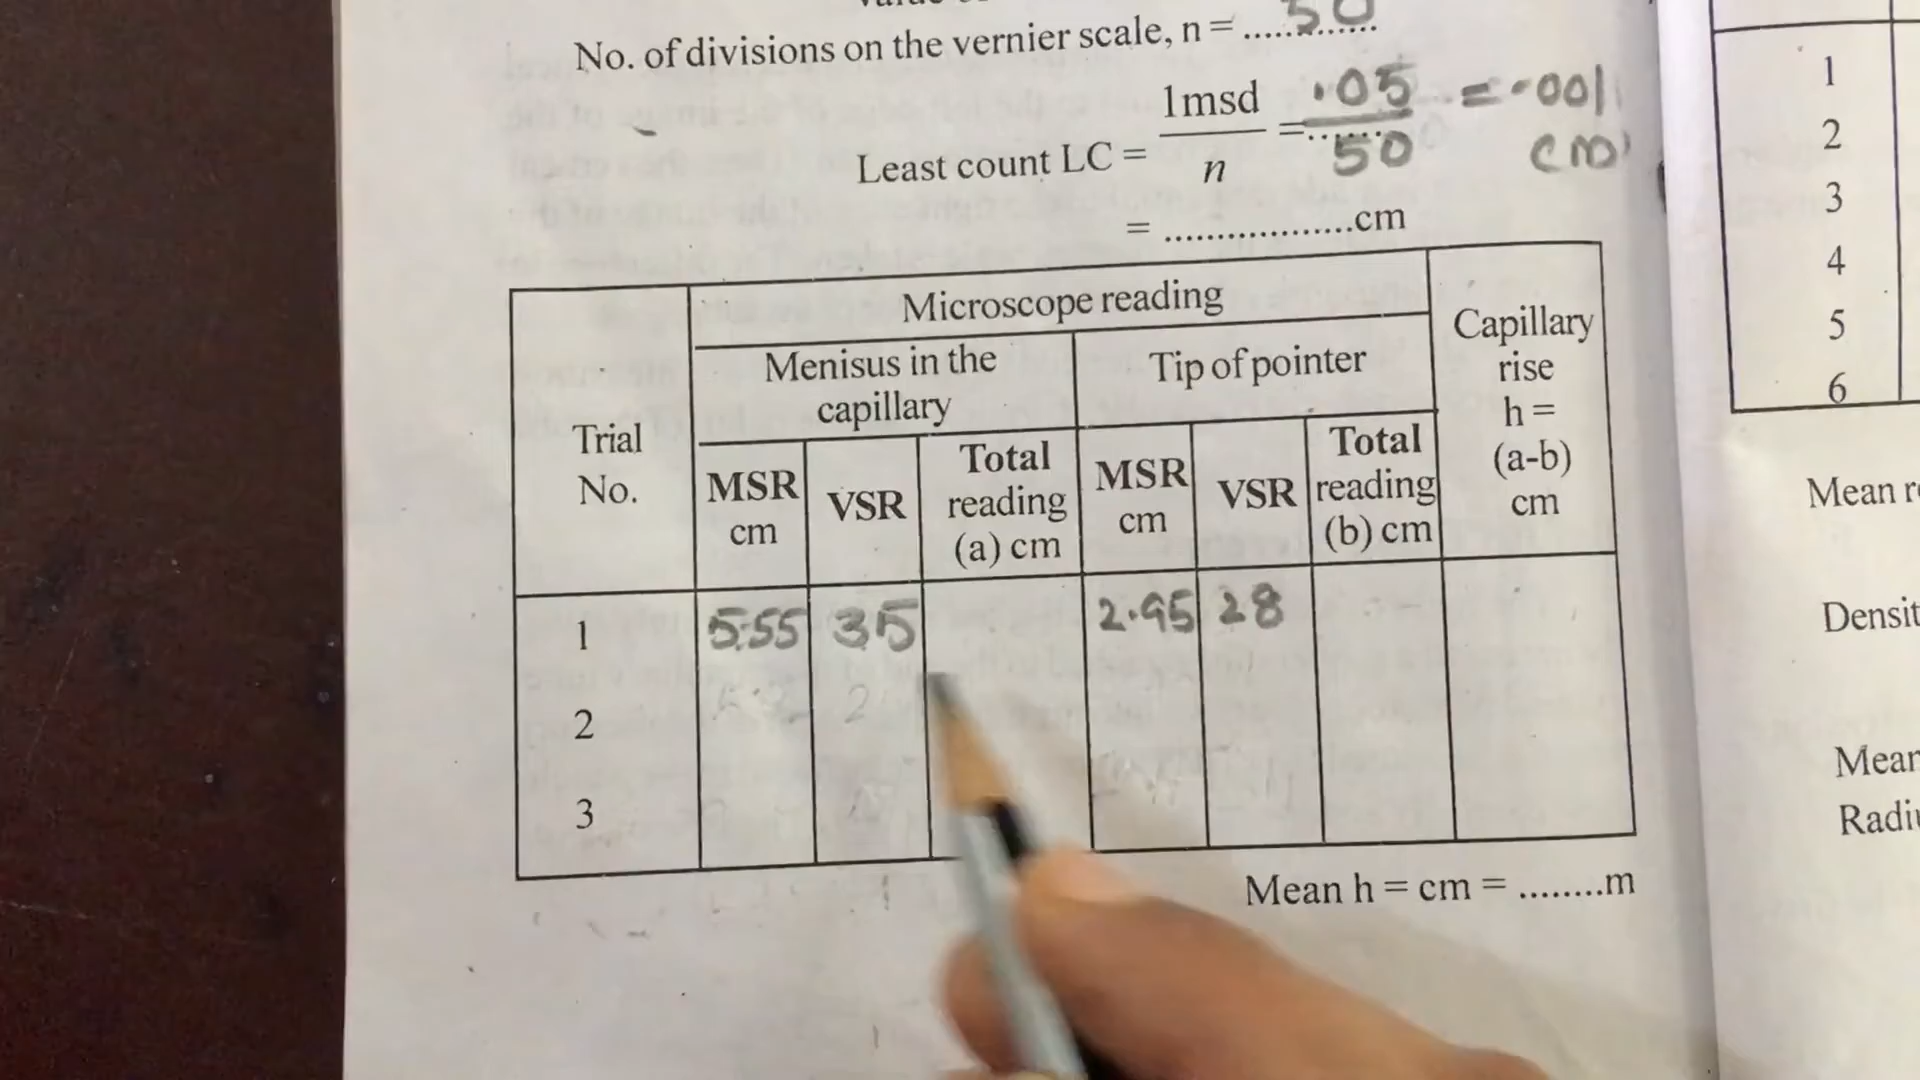 No. of divisions on the vernier scale, n = .....50......
Least count LC = 1msd / n = .05 / 50 = .001 cm
= ..................cm
Trial No.
Microscope reading
Menisus in the capillary
Tip of pointer
Capillary rise h = (a-b) cm
MSR cm
VSR
Total reading (a) cm
MSR cm
VSR
Total reading (b) cm
1 5.55 35 2.95 28
2
3
Mean h = cm = ........m
1
2
3
4
5
6
Mean
Mean